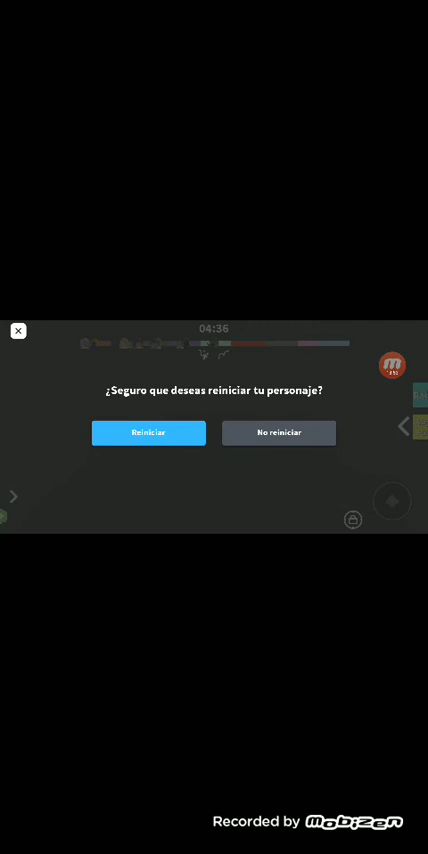 04:36
¿Seguro que deseas reiniciar tu personaje?
Reiniciar
No reiniciar
Recorded by Mobizen